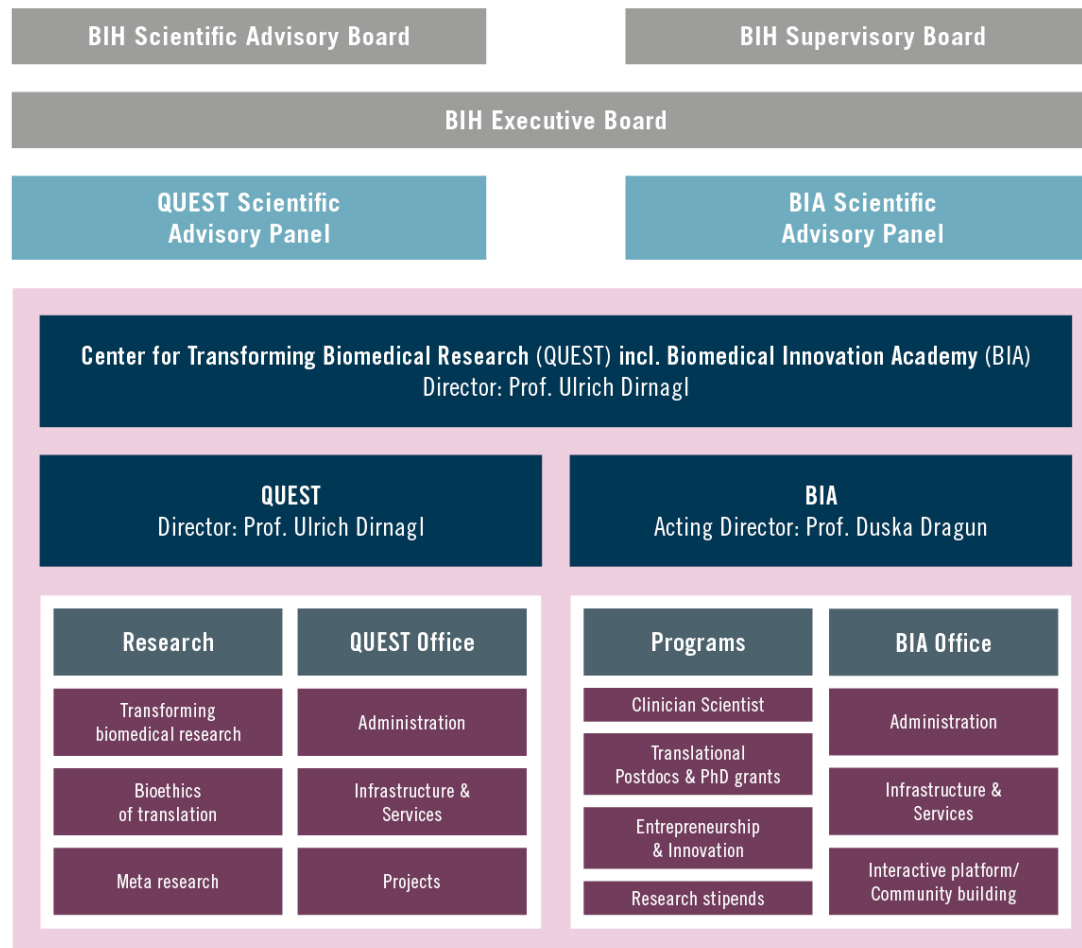 BIH Scientific Advisory Board
BIH Supervisory Board
BIH Executive Board
QUEST Scientific
Advisory Panel
BIA Scientific
Advisory Panel
Center for Transforming Biomedical Research (QUEST) incl. Biomedical Innovation Academy (BIA)
Director: Prof. Ulrich Dirnagl
QUEST
Director: Prof. Ulrich Dirnagl
BIA
Acting Director: Prof. Duska Dragun
Research
Transforming
biomedical research
Bioethics
of translation
Meta research
QUEST Office
Administration
Infrastructure &
Services
Projects
Programs
Clinician Scientist
Translational
Postdocs & PhD grants
Entrepreneurship
& Innovation
Research stipends
BIA Office
Administration
Infrastructure &
Services
Interactive platform/
Community building